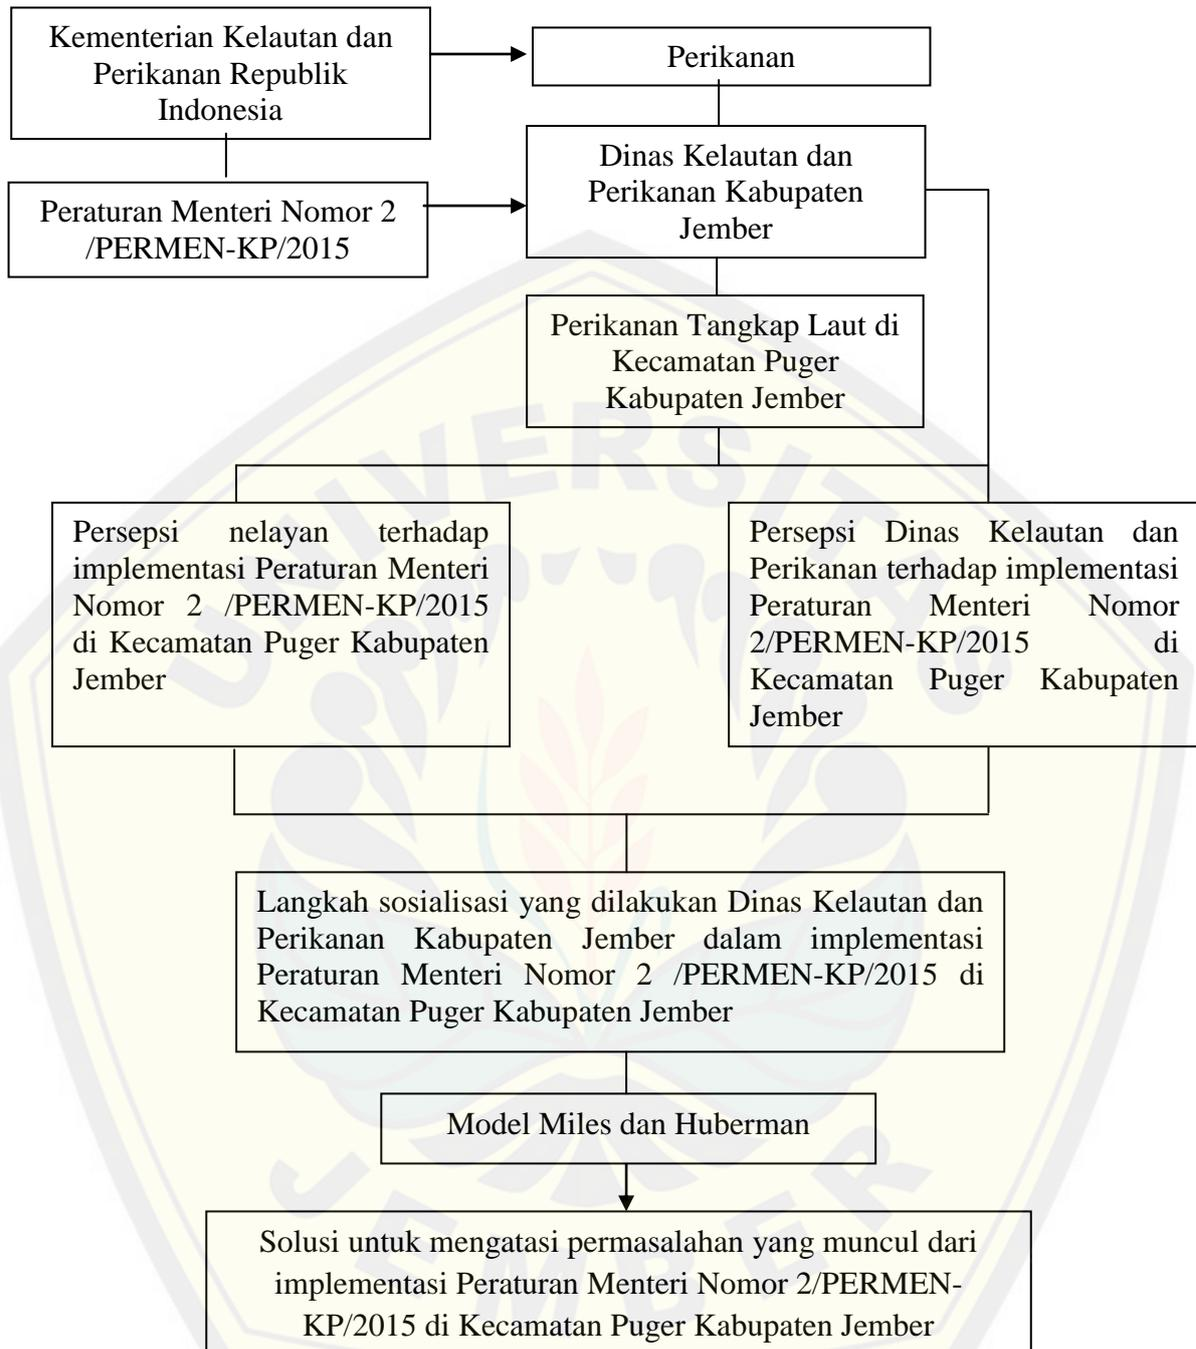 Kementerian Kelautan dan
Perikanan Republik
Indonesia
Perikanan
Dinas Kelautan dan
Perikanan Kabupaten
Jember
Peraturan Menteri Nomor 2
/PERMEN-KP/2015
Perikanan Tangkap Laut di
Kecamatan Puger
Kabupaten Jember
Persepsi nelayan terhadap
implementasi Peraturan Menteri
Nomor 2 /PERMEN-KP/2015
di Kecamatan Puger Kabupaten
Jember
Persepsi Dinas Kelautan dan
Perikanan terhadap implementasi
Peraturan Menteri Nomor
2/PERMEN-KP/2015 di
Kecamatan Puger Kabupaten
Jember
Langkah sosialisasi yang dilakukan Dinas Kelautan dan
Perikanan Kabupaten Jember dalam implementasi
Peraturan Menteri Nomor 2 /PERMEN-KP/2015 di
Kecamatan Puger Kabupaten Jember
Model Miles dan Huberman
Solusi untuk mengatasi permasalahan yang muncul dari
implementasi Peraturan Menteri Nomor 2/PERMEN-
KP/2015 di Kecamatan Puger Kabupaten Jember
UNIVERSITAS
JEMBER